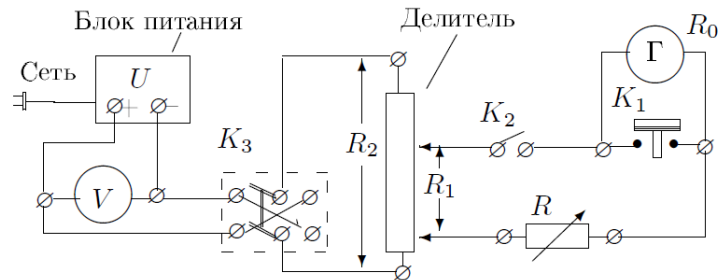 Блок питания
Делитель
R₀
Сеть
U
Г
+
−
K₁
K₂
K₃
R₂
V
R₁
R